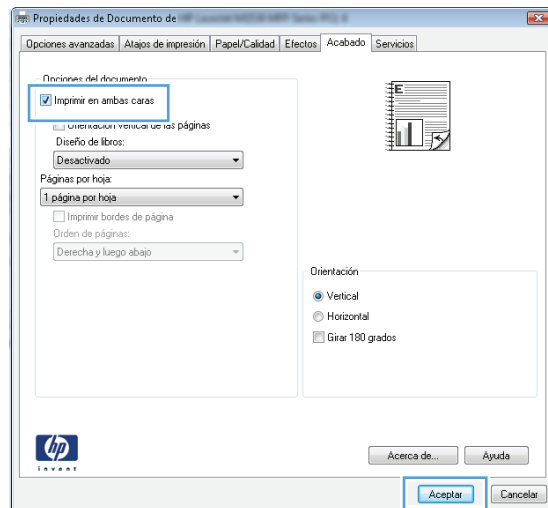 Propiedades de Documento de
Opciones avanzadas Atajos de impresión Papel/Calidad Efectos Acabado Servicios
Opciones del documento
Imprimir en ambas caras
Orientación vertical de las páginas
Diseño de libros:
Desactivado
Páginas por hoja:
1 página por hoja
Imprimir bordes de página
Orden de páginas:
Derecha y luego abajo
E
Orientación
Vertical
Horizontal
Girar 180 grados
hp
invent
Acerca de... Ayuda
Aceptar Cancelar